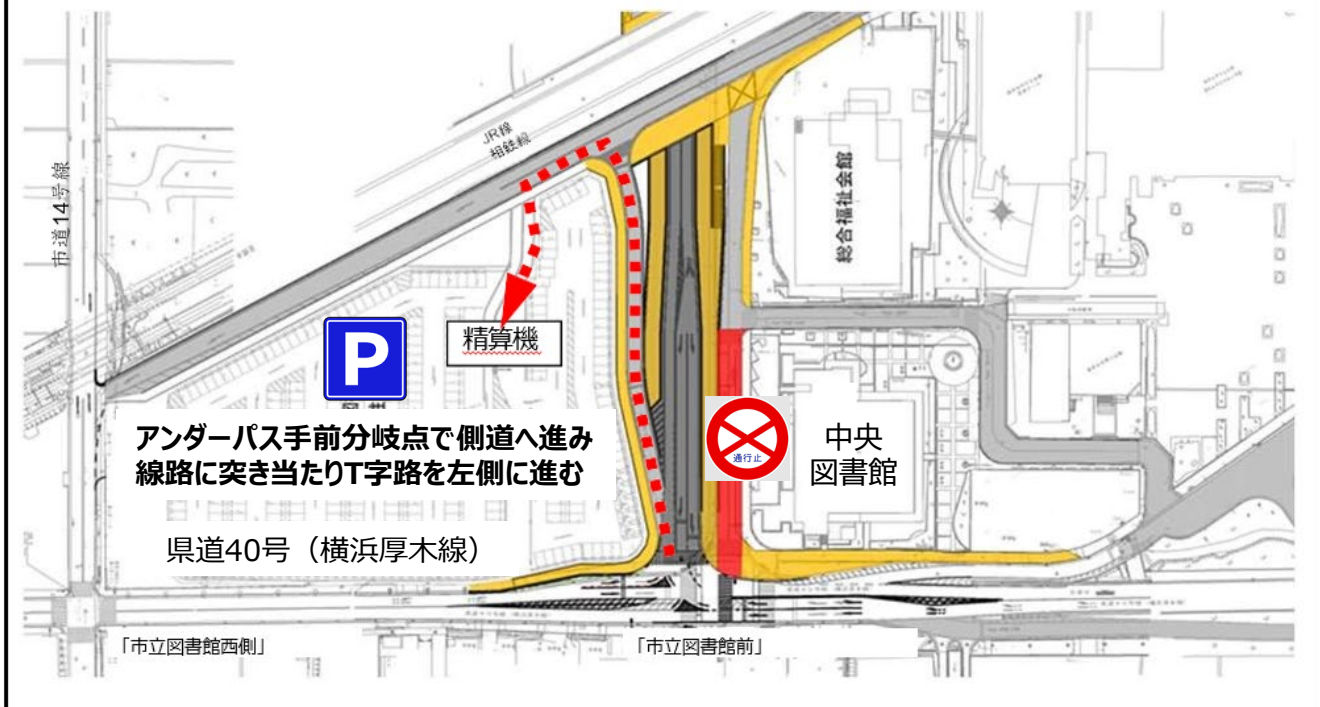 JR線
相鉄線
市道14号線
総合福祉会館
精算機
P
アンダーパス手前分岐点で側道へ進み
線路に突き当たりT字路を左側に進む
通行止
中央
図書館
県道40号（横浜厚木線）
「市立図書館西側」
「市立図書館前」